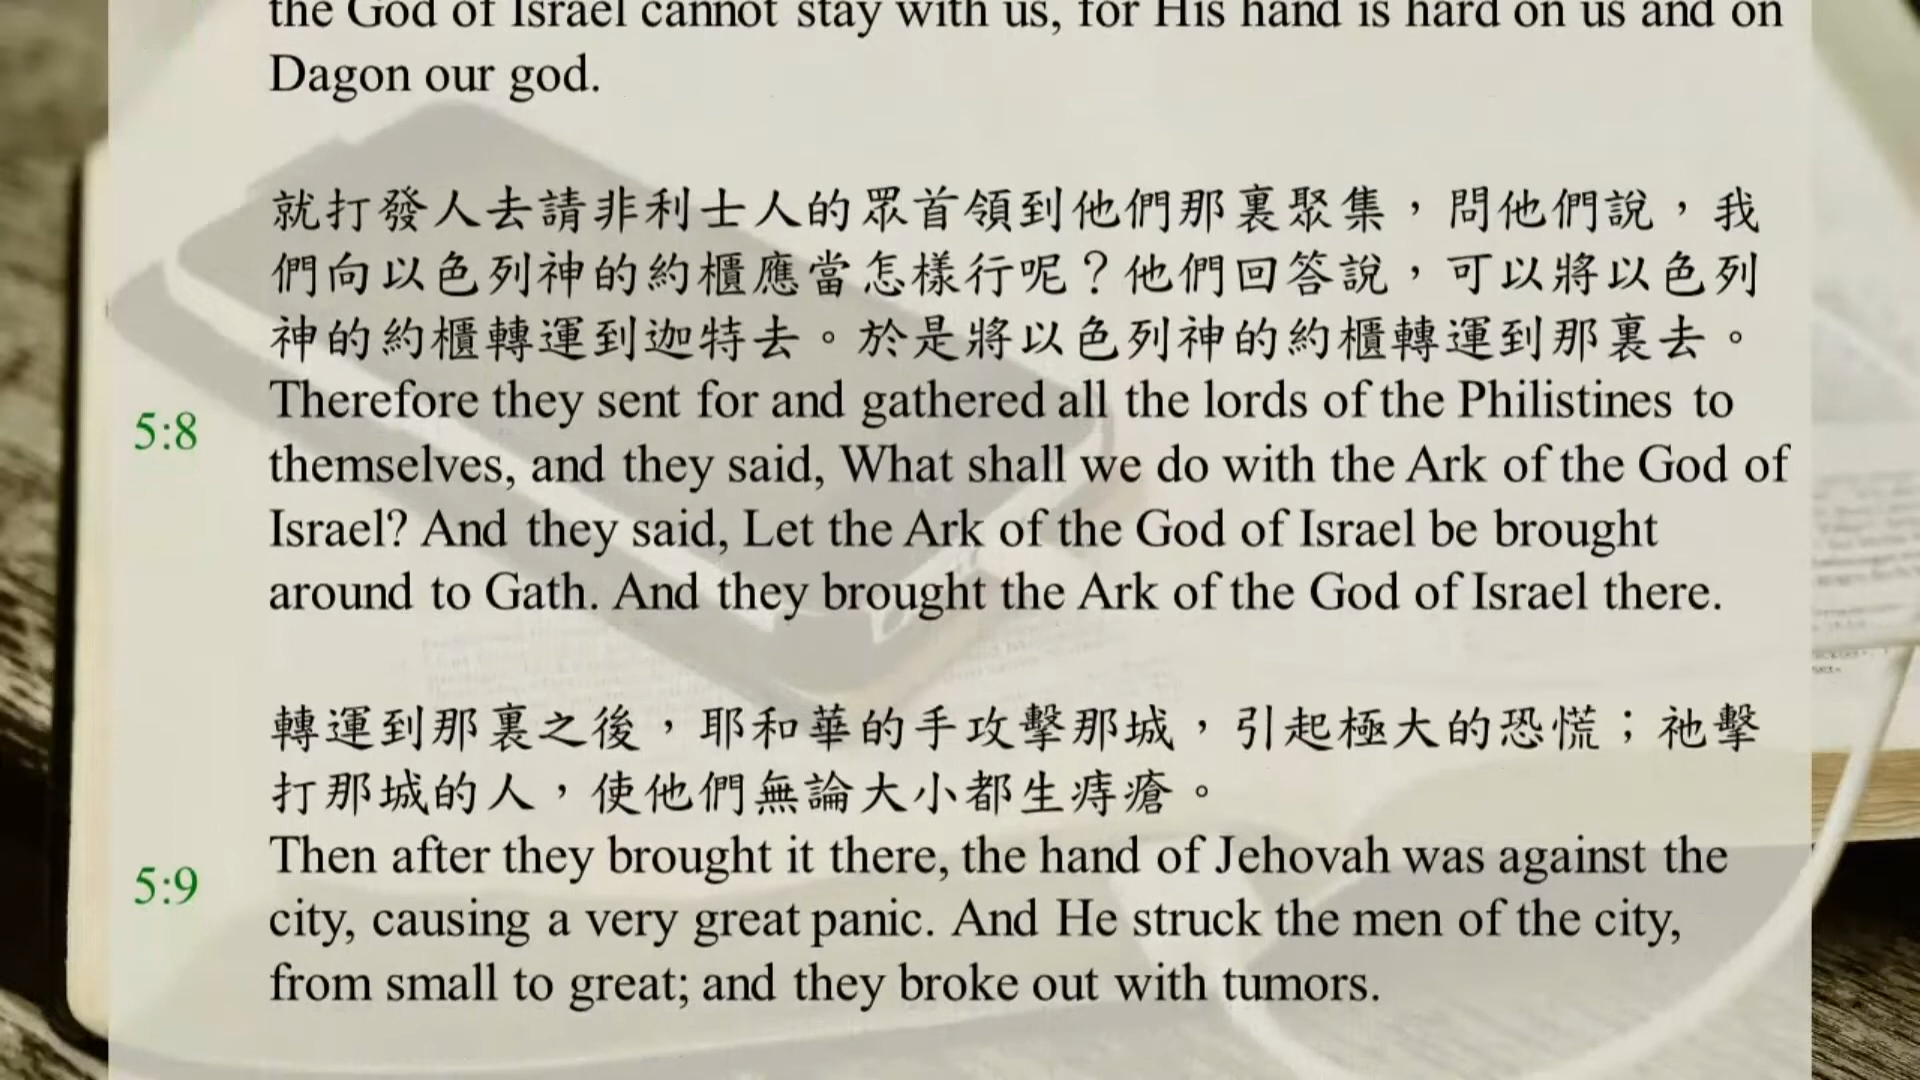 the God of Israel cannot stay with us, for His hand is hard on us and on
Dagon our god.
就打發人去請非利士人的眾首領到他們那裏聚集，問他們說，我
們向以色列神的約櫃應當怎樣行呢？他們回答說，可以將以色列
神的約櫃轉運到迦特去。於是將以色列神的約櫃轉運到那裏去。
5:8
Therefore they sent for and gathered all the lords of the Philistines to
themselves, and they said, What shall we do with the Ark of the God of
Israel? And they said, Let the Ark of the God of Israel be brought
around to Gath. And they brought the Ark of the God of Israel there.
轉運到那裏之後，耶和華的手攻擊那城，引起極大的恐慌；祂擊
打那城的人，使他們無論大小都生痔瘡。
5:9
Then after they brought it there, the hand of Jehovah was against the
city, causing a very great panic. And He struck the men of the city,
from small to great; and they broke out with tumors.